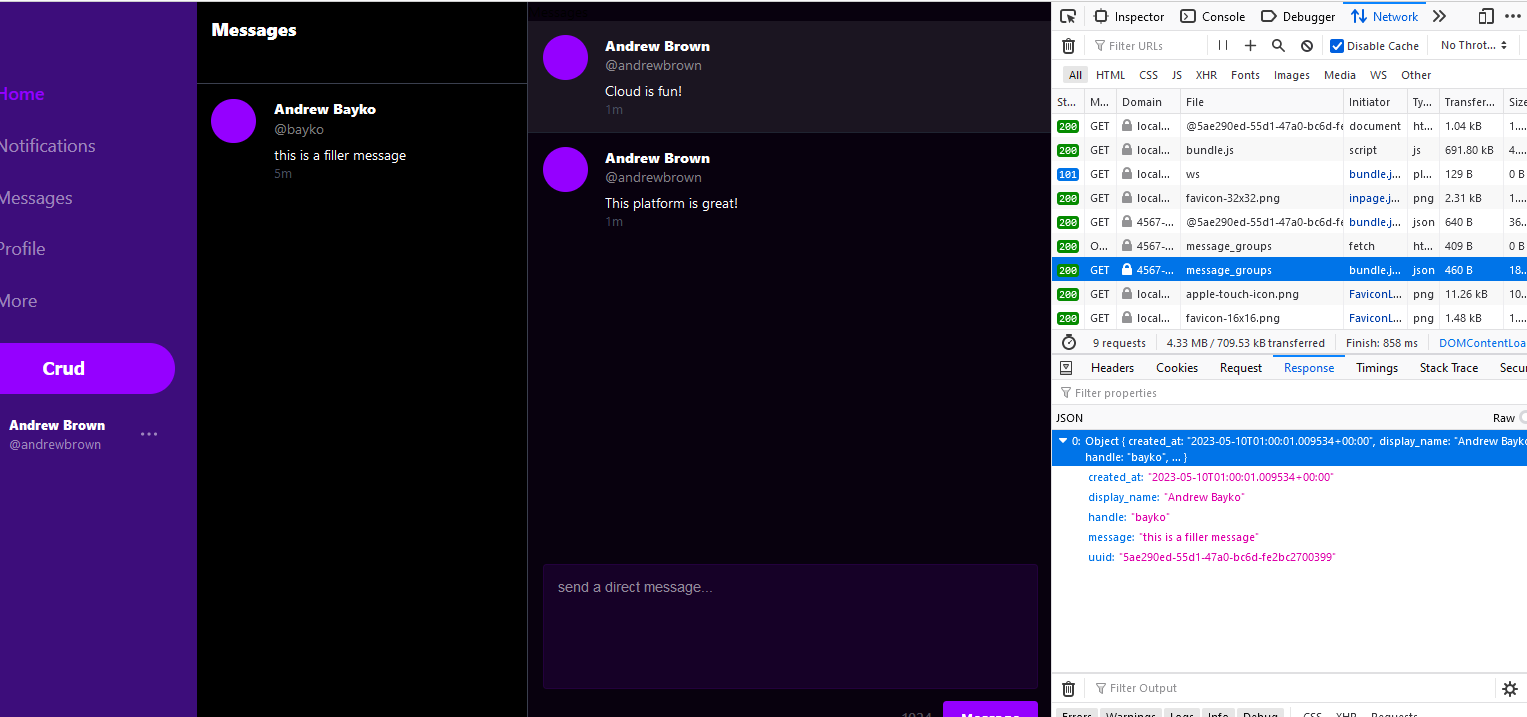 Messages
Home
Notifications
Messages
Profile
More
Crud
Andrew Brown
@andrewbrown
Andrew Bayko
@bayko
this is a filler message
5m
Andrew Brown
@andrewbrown
Cloud is fun!
1m
Andrew Brown
@andrewbrown
This platform is great!
1m
send a direct message...
1024
Message
Inspector Console Debugger Network
Filter URLs Disable Cache No Throt...
All HTML CSS JS XHR Fonts Images Media WS Other
St... M... Domain File Initiator Ty... Transfer... Size
200 GET local... @5ae290ed-55d1-47a0-bc6d-fe document ht... 1.04 kB 1....
200 GET local... bundle.js script js 691.80 kB 4....
101 GET local... ws bundle.j... pl... 129 B 0 B
200 GET local... favicon-32x32.png inpage.j... png 2.31 kB 1....
200 GET 4567-... @5ae290ed-55d1-47a0-bc6d-fe bundle.j... json 640 B 36...
200 O... 4567-... message_groups fetch ht... 409 B 0 B
200 GET 4567-... message_groups bundle.j... json 460 B 18...
200 GET local... apple-touch-icon.png FaviconL... png 11.26 kB 10...
200 GET local... favicon-16x16.png FaviconL... png 1.48 kB 1....
9 requests 4.33 MB / 709.53 kB transferred Finish: 858 ms DOMContentLoa
Headers Cookies Request Response Timings Stack Trace Secur
Filter properties
JSON Raw
0: Object { created_at: "2023-05-10T01:00:01.009534+00:00", display_name: "Andrew Bayko
handle: "bayko", ... }
created_at: "2023-05-10T01:00:01.009534+00:00"
display_name: "Andrew Bayko"
handle: "bayko"
message: "this is a filler message"
uuid: "5ae290ed-55d1-47a0-bc6d-fe2bc2700399"
Filter Output
Errors Warnings Logs Info Debug CSS XHR Requests